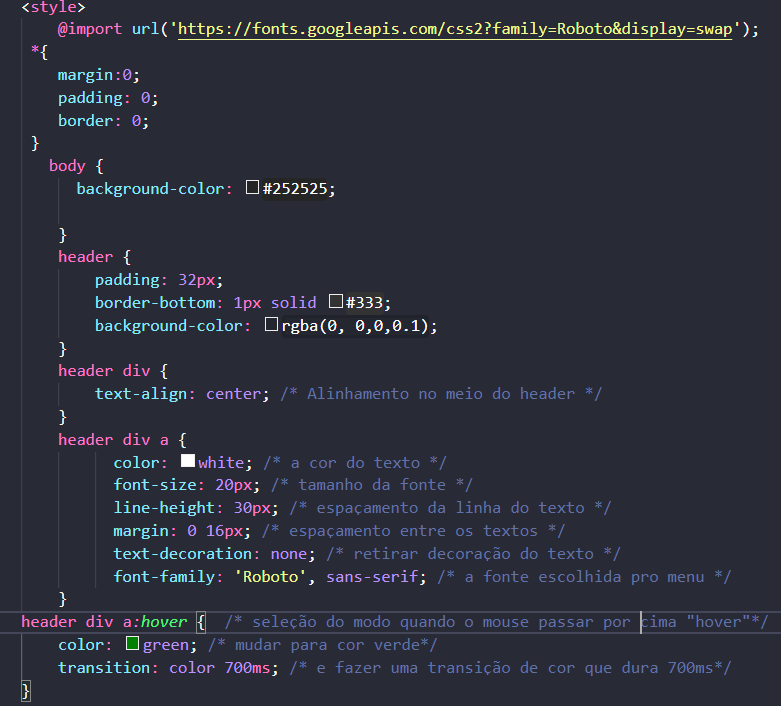 <style>
@import url('https://fonts.googleapis.com/css2?family=Roboto&display=swap');
*{
margin:0;
padding: 0;
border: 0;
}
body {
background-color: #252525;
}
header {
padding: 32px;
border-bottom: 1px solid #333;
background-color: rgba(0, 0,0,0.1);
}
header div {
text-align: center; /* Alinhamento no meio do header */
}
header div a {
color: white; /* a cor do texto */
font-size: 20px; /* tamanho da fonte */
line-height: 30px; /* espaçamento da linha do texto */
margin: 0 16px; /* espaçamento entre os textos */
text-decoration: none; /* retirar decoração do texto */
font-family: 'Roboto', sans-serif; /* a fonte escolhida pro menu */
}
header div a:hover {  /* seleção do modo quando o mouse passar por cima "hover"*/
color: green; /* mudar para cor verde*/
transition: color 700ms; /* e fazer uma transição de cor que dura 700ms*/
}